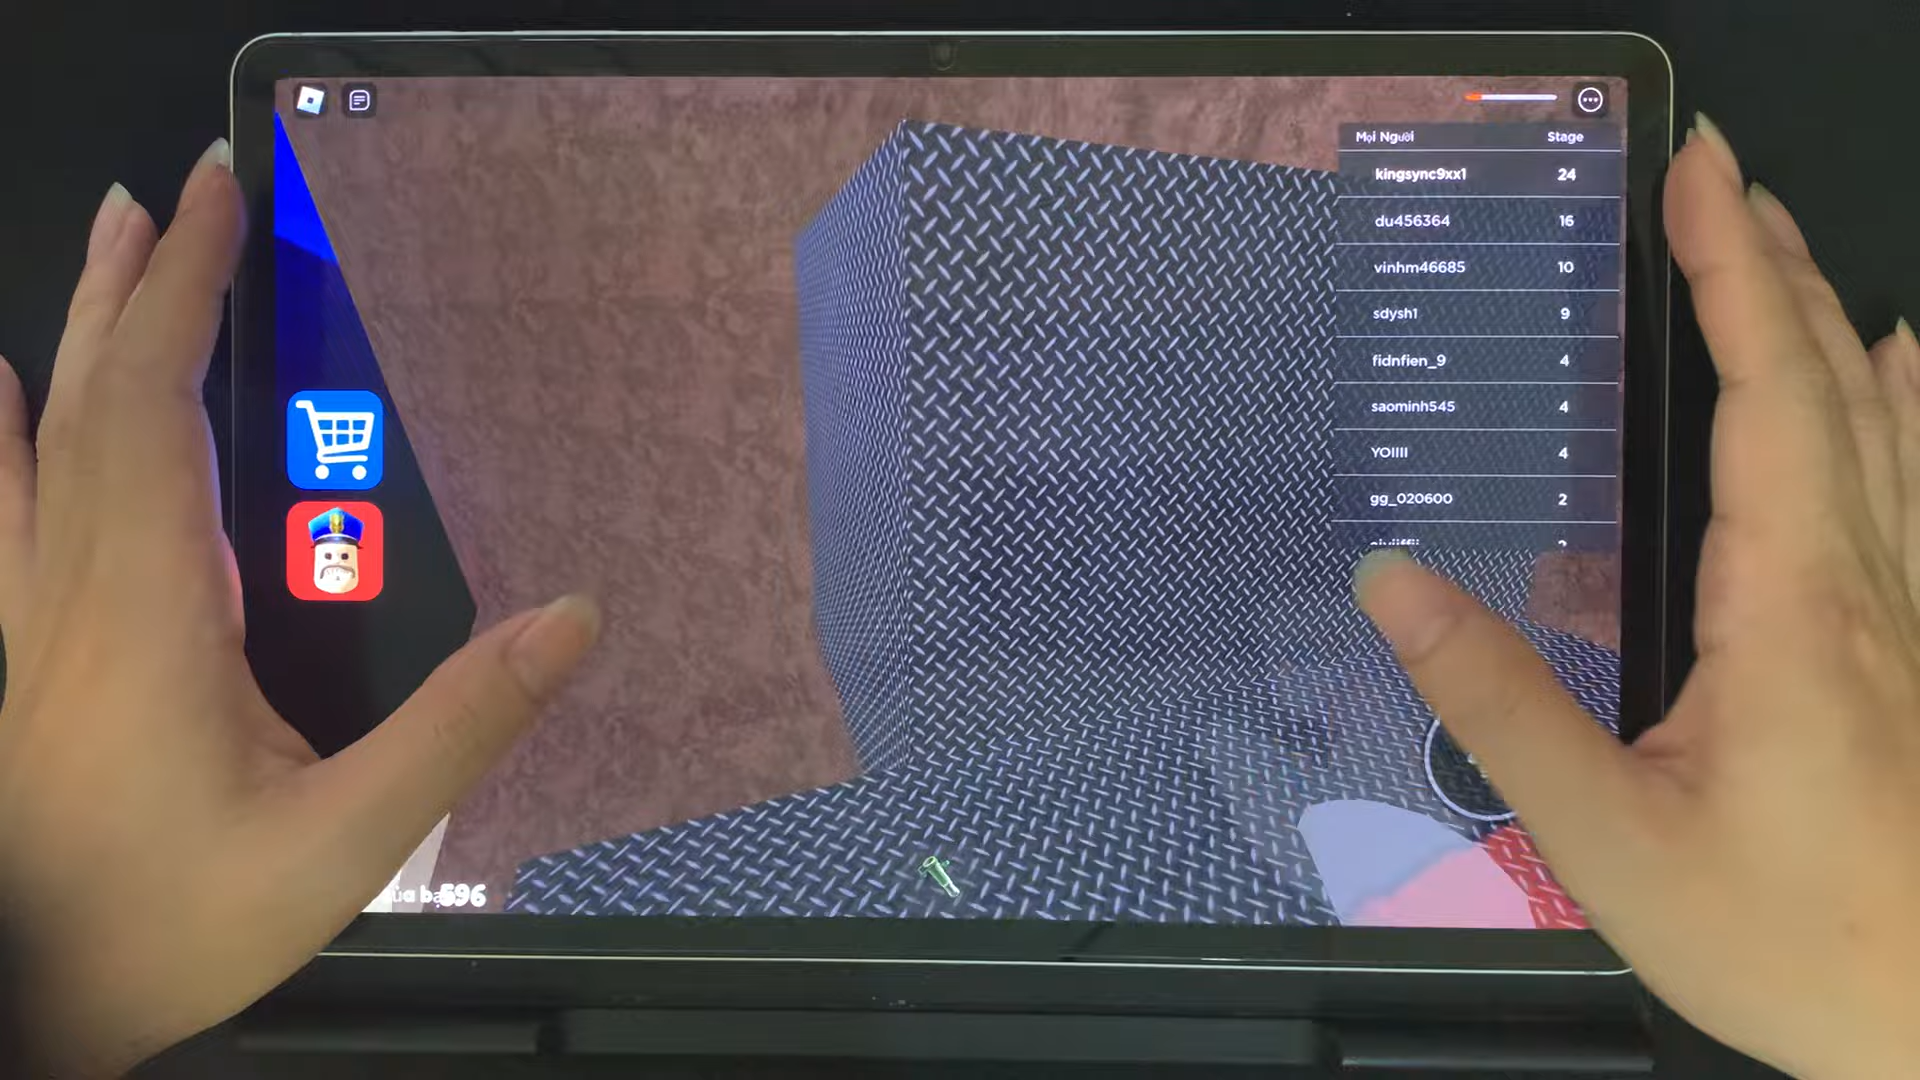 Mọi Người Stage
kingsync9xx1 24
du456364 16
vinhm46685 10
sdysh1 9
fidnfien_9 4
saominh545 4
YOIIII 4
gg_020600 2
596